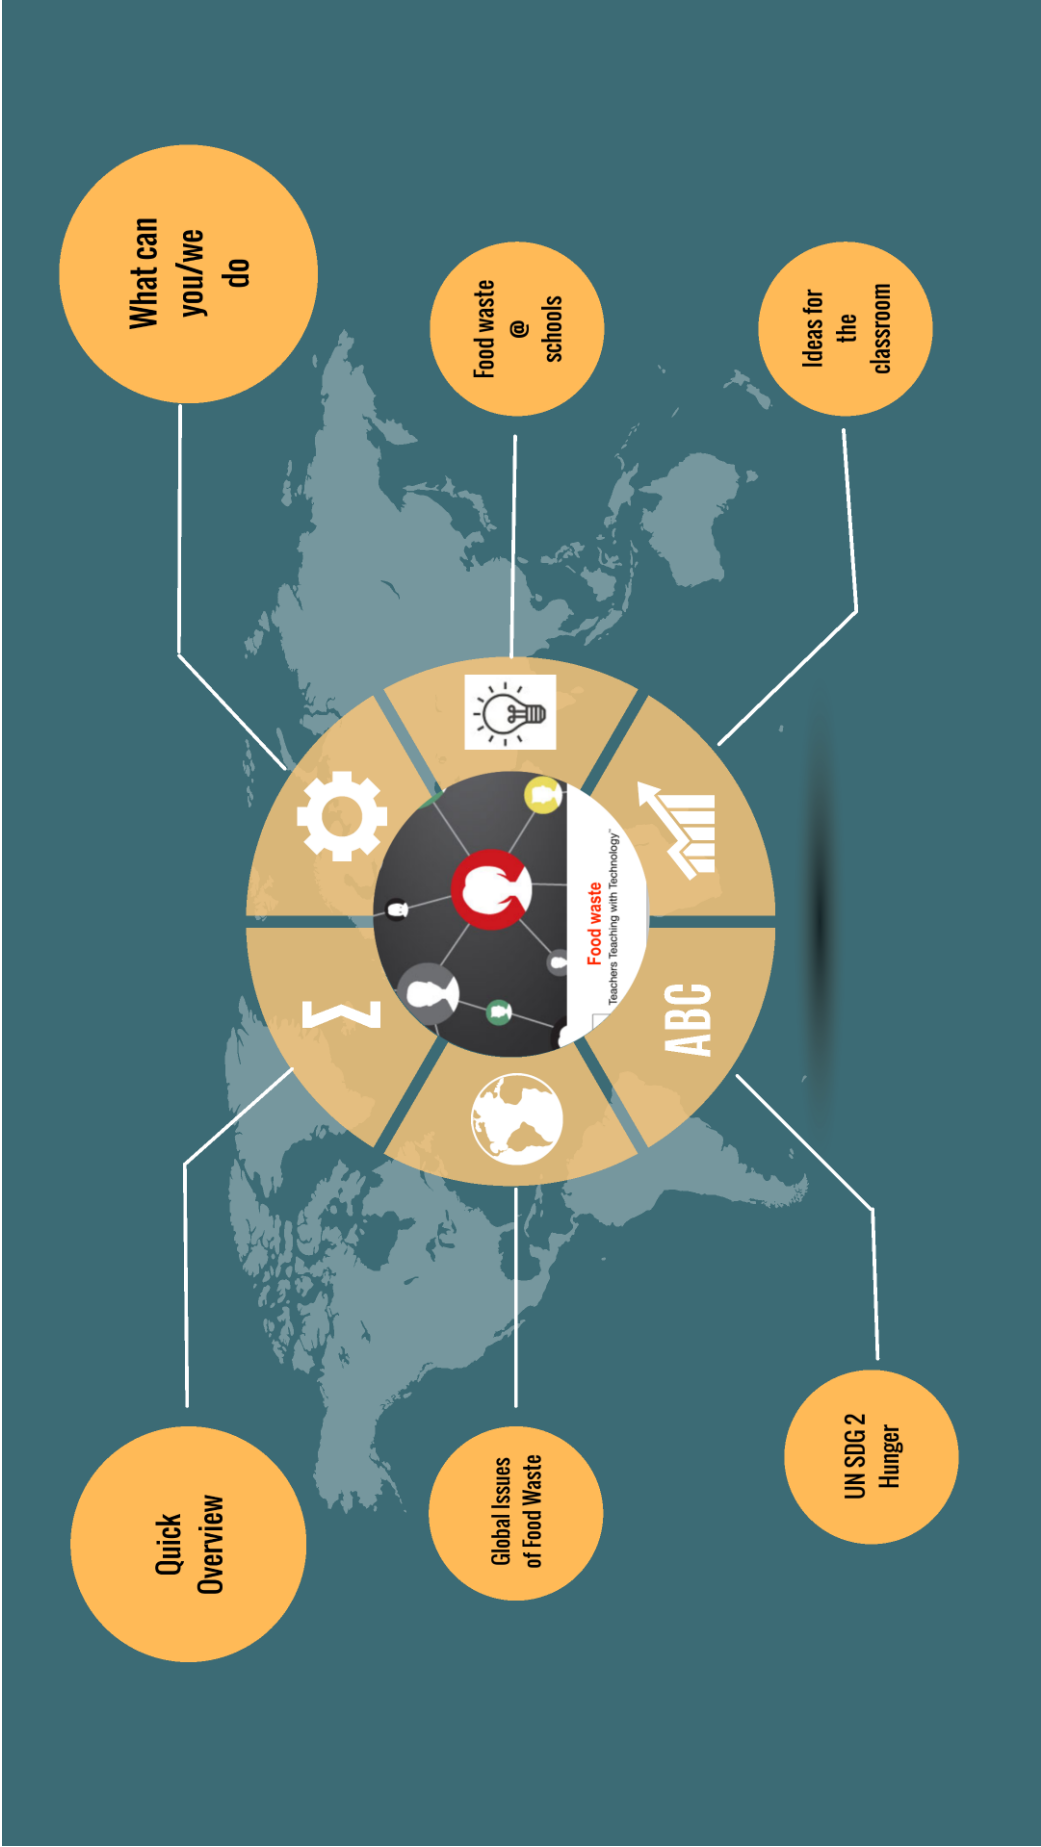 Quick
Overview
What can
you/we
do
Global Issues
of Food Waste
Food waste
@
schools
UN SDG 2
Hunger
Ideas for
the
classroom
Σ
ABC
Food waste
Teachers Teaching with Technology™